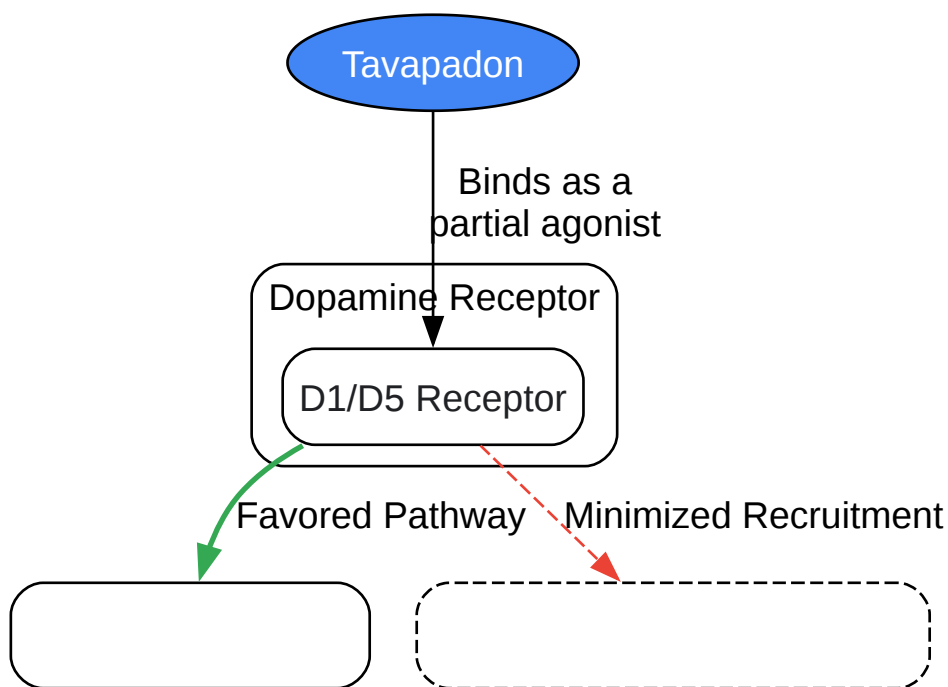 Tavapadon
Binds as a
partial agonist
Dopamine Receptor
D1/D5 Receptor
Favored Pathway
Minimized Recruitment